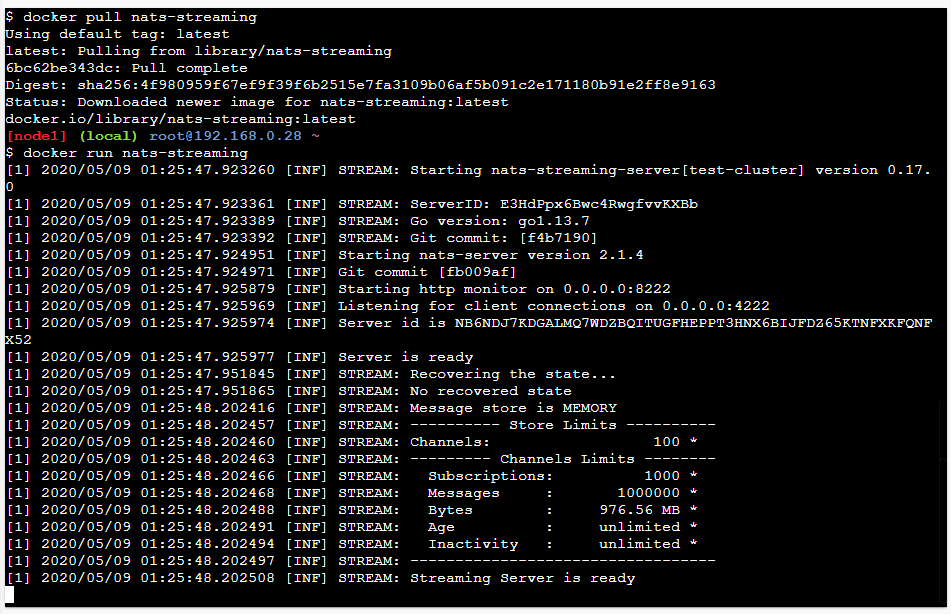 $ docker pull nats-streaming
Using default tag: latest
latest: Pulling from library/nats-streaming
6bc62be343dc: Pull complete
Digest: sha256:4f980959f67ef9f39f6b2515e7fa3109b06af5b091c2e171180b91e2ff8e9163
Status: Downloaded newer image for nats-streaming:latest
docker.io/library/nats-streaming:latest
[node1] (local) root@192.168.0.28 ~
$ docker run nats-streaming
[1] 2020/05/09 01:25:47.923260 [INF] STREAM: Starting nats-streaming-server[test-cluster] version 0.17.
0
[1] 2020/05/09 01:25:47.923361 [INF] STREAM: ServerID: E3HdPpx6Bwc4RwgfvvKXBb
[1] 2020/05/09 01:25:47.923389 [INF] STREAM: Go version: go1.13.7
[1] 2020/05/09 01:25:47.923392 [INF] STREAM: Git commit: [f4b7190]
[1] 2020/05/09 01:25:47.924951 [INF] Starting nats-server version 2.1.4
[1] 2020/05/09 01:25:47.924971 [INF] Git commit [fb009af]
[1] 2020/05/09 01:25:47.925879 [INF] Starting http monitor on 0.0.0.0:8222
[1] 2020/05/09 01:25:47.925969 [INF] Listening for client connections on 0.0.0.0:4222
[1] 2020/05/09 01:25:47.925974 [INF] Server id is NB6NDJ7KDGALMQ7WDZBQITUGFHEPPT3HNX6BIJFDZ65KTNFXKFQNF
X52
[1] 2020/05/09 01:25:47.925977 [INF] Server is ready
[1] 2020/05/09 01:25:47.951845 [INF] STREAM: Recovering the state...
[1] 2020/05/09 01:25:47.951865 [INF] STREAM: No recovered state
[1] 2020/05/09 01:25:48.202416 [INF] STREAM: Message store is MEMORY
[1] 2020/05/09 01:25:48.202457 [INF] STREAM: ---------- Store Limits ----------
[1] 2020/05/09 01:25:48.202460 [INF] STREAM: Channels:                  100 *
[1] 2020/05/09 01:25:48.202463 [INF] STREAM: --------- Channels Limits --------
[1] 2020/05/09 01:25:48.202466 [INF] STREAM:   Subscriptions:          1000 *
[1] 2020/05/09 01:25:48.202468 [INF] STREAM:   Messages     :       1000000 *
[1] 2020/05/09 01:25:48.202488 [INF] STREAM:   Bytes        :     976.56 MB *
[1] 2020/05/09 01:25:48.202491 [INF] STREAM:   Age          :     unlimited *
[1] 2020/05/09 01:25:48.202494 [INF] STREAM:   Inactivity   :     unlimited *
[1] 2020/05/09 01:25:48.202497 [INF] STREAM: ----------------------------------
[1] 2020/05/09 01:25:48.202508 [INF] STREAM: Streaming Server is ready